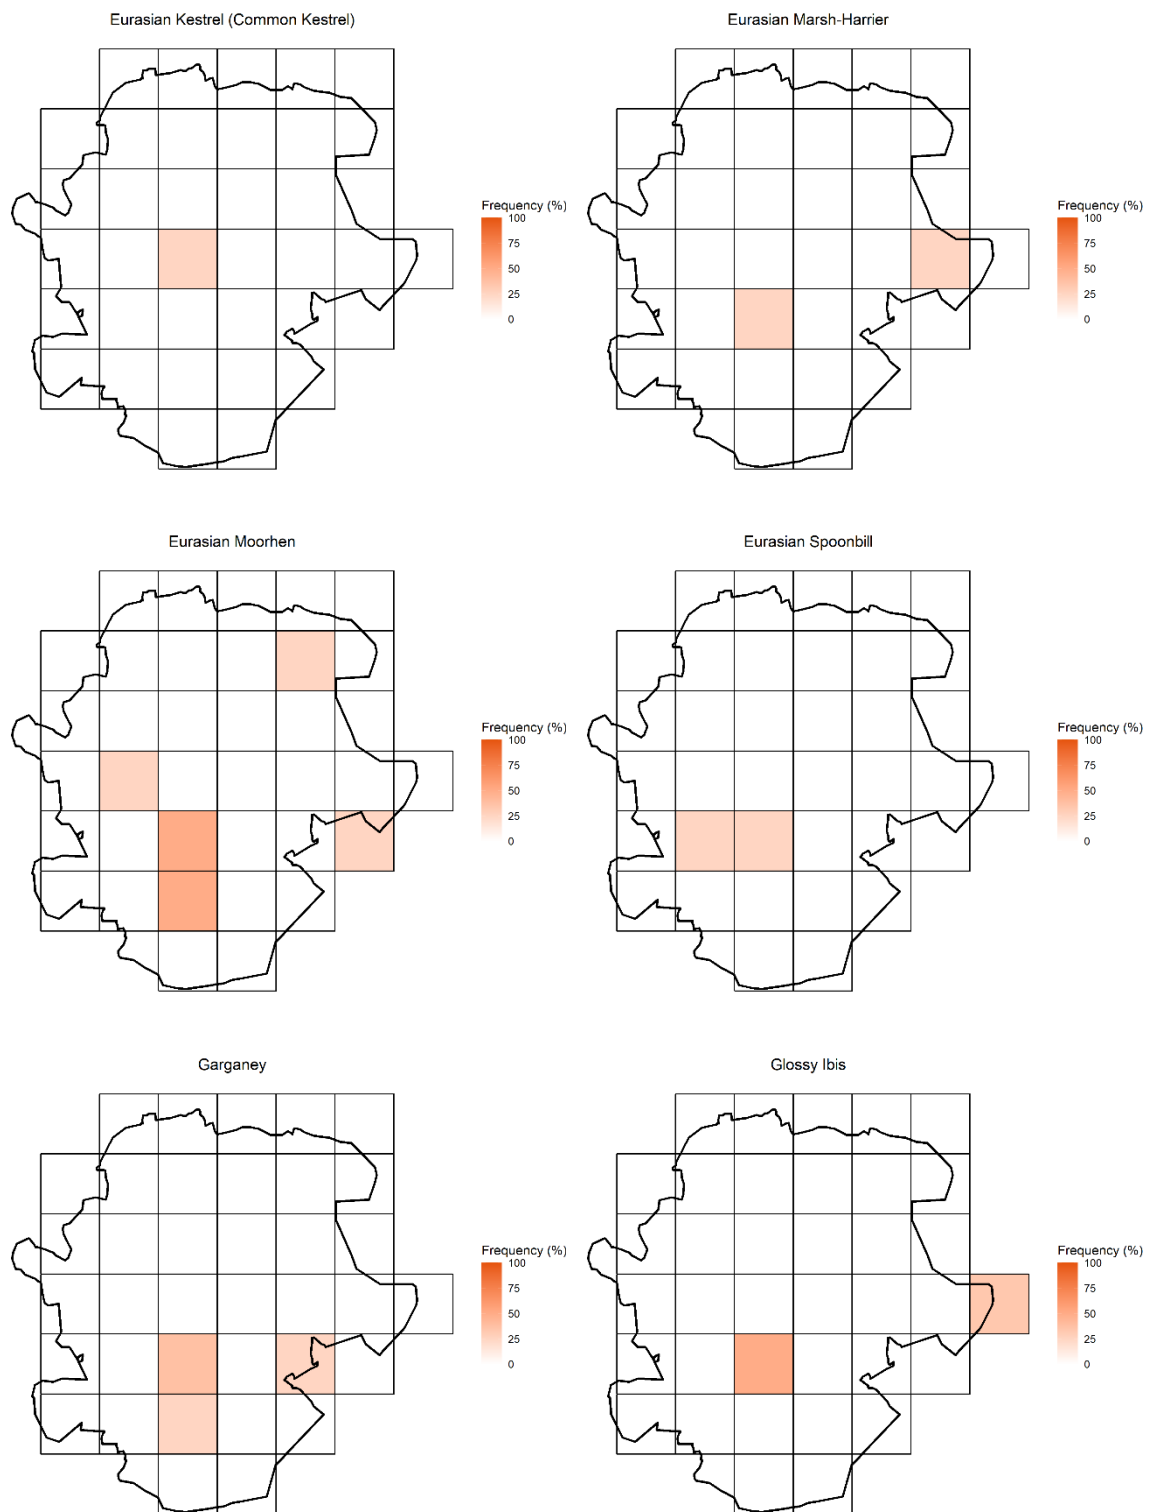 Eurasian Kestrel (Common Kestrel)
Frequency (%)
100
75
50
25
0
Eurasian Marsh-Harrier
Frequency (%)
100
75
50
25
0
Eurasian Moorhen
Frequency (%)
100
75
50
25
0
Eurasian Spoonbill
Frequency (%)
100
75
50
25
0
Garganey
Frequency (%)
100
75
50
25
0
Glossy Ibis
Frequency (%)
100
75
50
25
0